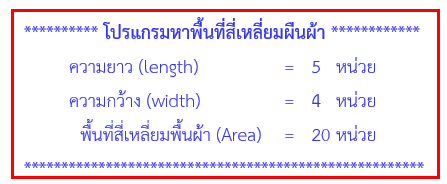 ********** โปรแกรมหาพื้นที่สี่เหลี่ยมผืนผ้า ************
ความยาว (length) = 5 หน่วย
ความกว้าง (width) = 4 หน่วย
พื้นที่สี่เหลี่ยมพื้นผ้า (Area) = 20 หน่วย
******************************************************